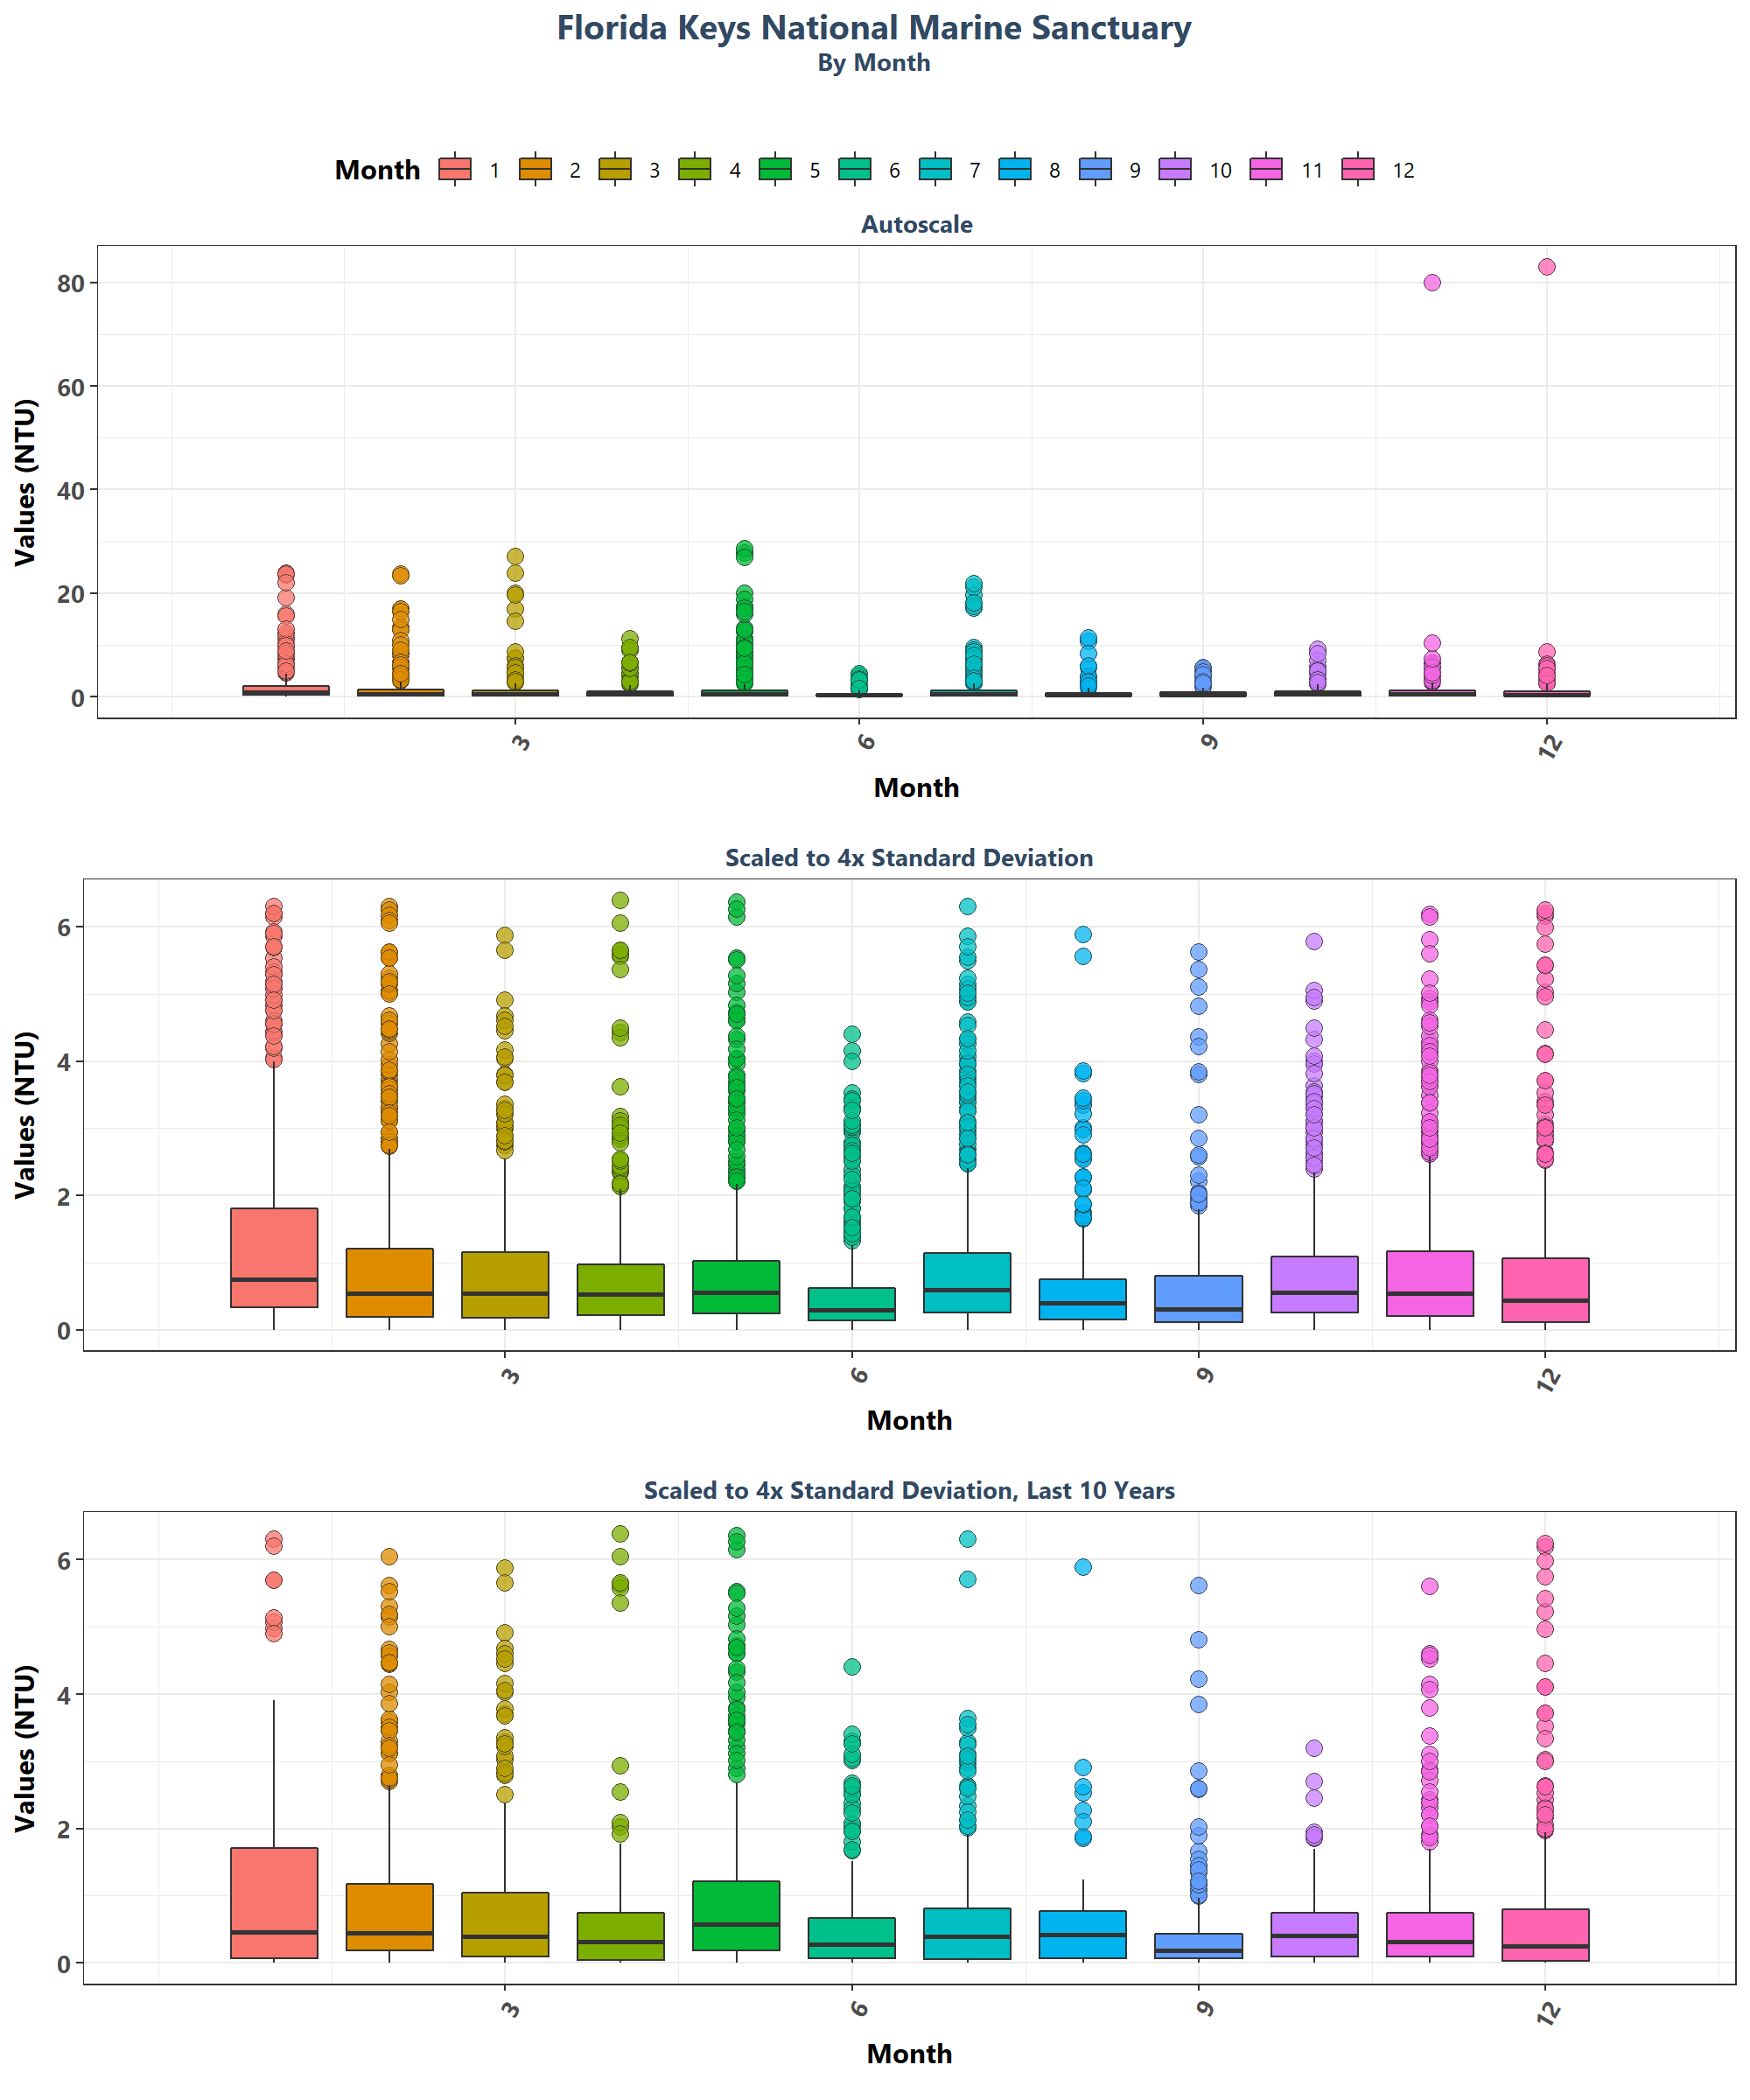 Florida Keys National Marine Sanctuary
By Month
Month 1 2 3 4 5 6 7 8 9 10 11 12
Autoscale
Values (NTU)
80
60
40
20
0
3 6 9 12
Month
Scaled to 4x Standard Deviation
Values (NTU)
6
4
2
0
3 6 9 12
Month
Scaled to 4x Standard Deviation, Last 10 Years
Values (NTU)
6
4
2
0
3 6 9 12
Month